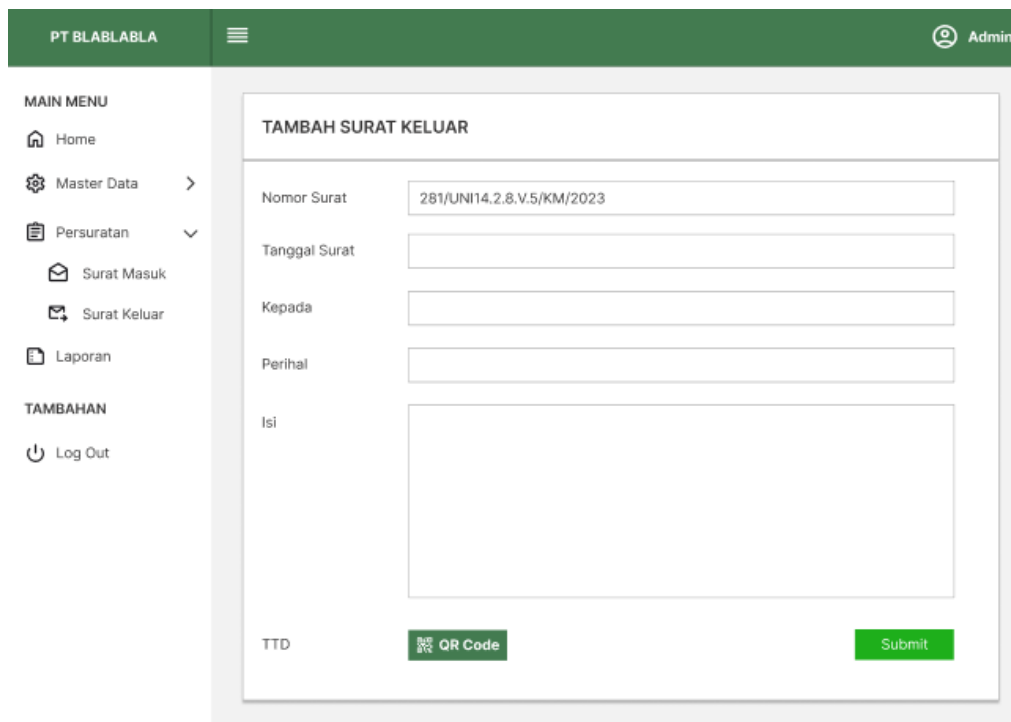 PT BLABLABLA
Admin
MAIN MENU
Home
Master Data
Persuratan
Surat Masuk
Surat Keluar
Laporan
TAMBAHAN
Log Out
TAMBAH SURAT KELUAR
Nomor Surat
281/UNI14.2.8.V.5/KM/2023
Tanggal Surat
Kepada
Perihal
Isi
TTD
QR Code
Submit